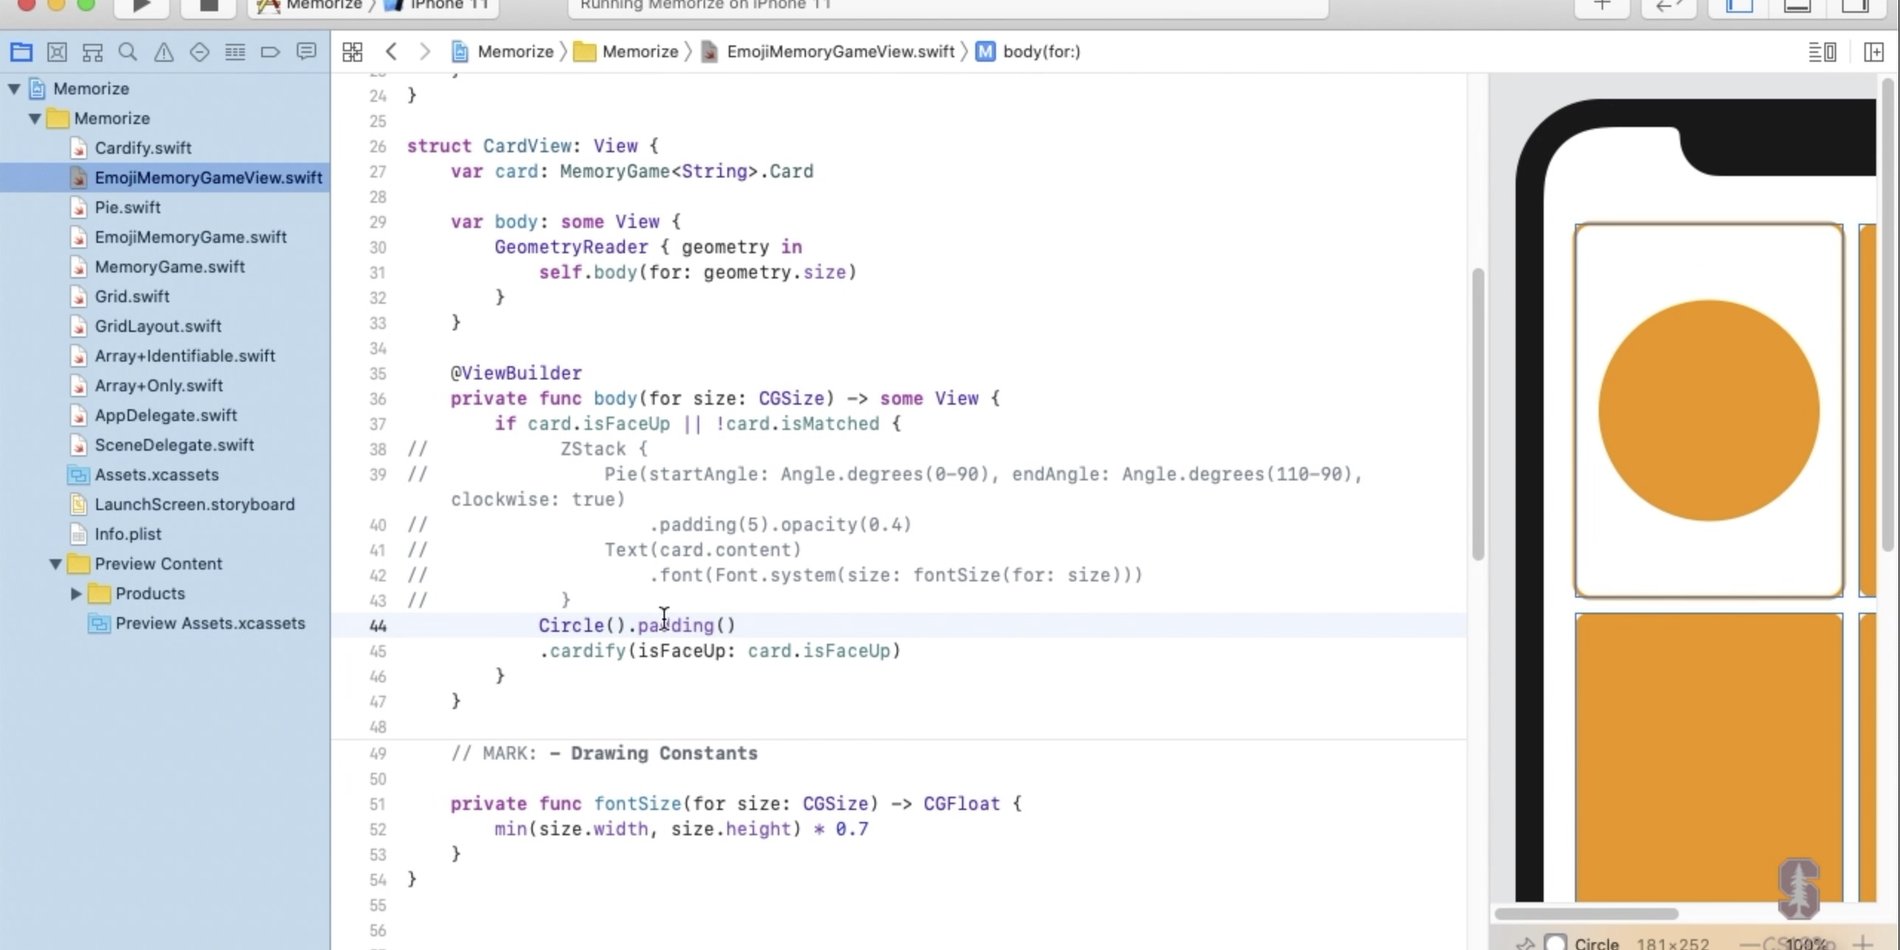 Memorize
iPhone 11
Running Memorize on iPhone 11
Memorize
Memorize
EmojiMemoryGameView.swift
M
body(for:)
Memorize
Memorize
Cardify.swift
EmojiMemoryGameView.swift
Pie.swift
EmojiMemoryGame.swift
MemoryGame.swift
Grid.swift
GridLayout.swift
Array+Identifiable.swift
Array+Only.swift
AppDelegate.swift
SceneDelegate.swift
Assets.xcassets
LaunchScreen.storyboard
Info.plist
Preview Content
Products
Preview Assets.xcassets
24 }
25
26 struct CardView: View {
27 var card: MemoryGame<String>.Card
28
29 var body: some View {
30 GeometryReader { geometry in
31 self.body(for: geometry.size)
32 }
33 }
34
35 @ViewBuilder
36 private func body(for size: CGSize) -> some View {
37 if card.isFaceUp || !card.isMatched {
38 // ZStack {
39 // Pie(startAngle: Angle.degrees(0-90), endAngle: Angle.degrees(110-90),
clockwise: true)
40 // .padding(5).opacity(0.4)
41 // Text(card.content)
42 // .font(Font.system(size: fontSize(for: size)))
43 // }
44 Circle().padding()
45 .cardify(isFaceUp: card.isFaceUp)
46 }
47 }
48
49 // MARK: - Drawing Constants
50
51 private func fontSize(for size: CGSize) -> CGFloat {
52 min(size.width, size.height) * 0.7
53 }
54 }
55
56
S
Circle 181×252
100%